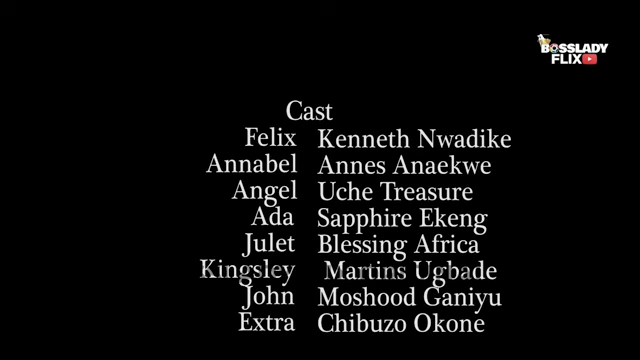 BOSSLADY
FLIX
Cast
Felix Kenneth Nwadike
Annabel Annes Anaekwe
Angel Uche Treasure
Ada Sapphire Ekeng
Julet Blessing Africa
Kingsley Martins Ugbade
John Moshood Ganiyu
Extra Chibuzo Okone